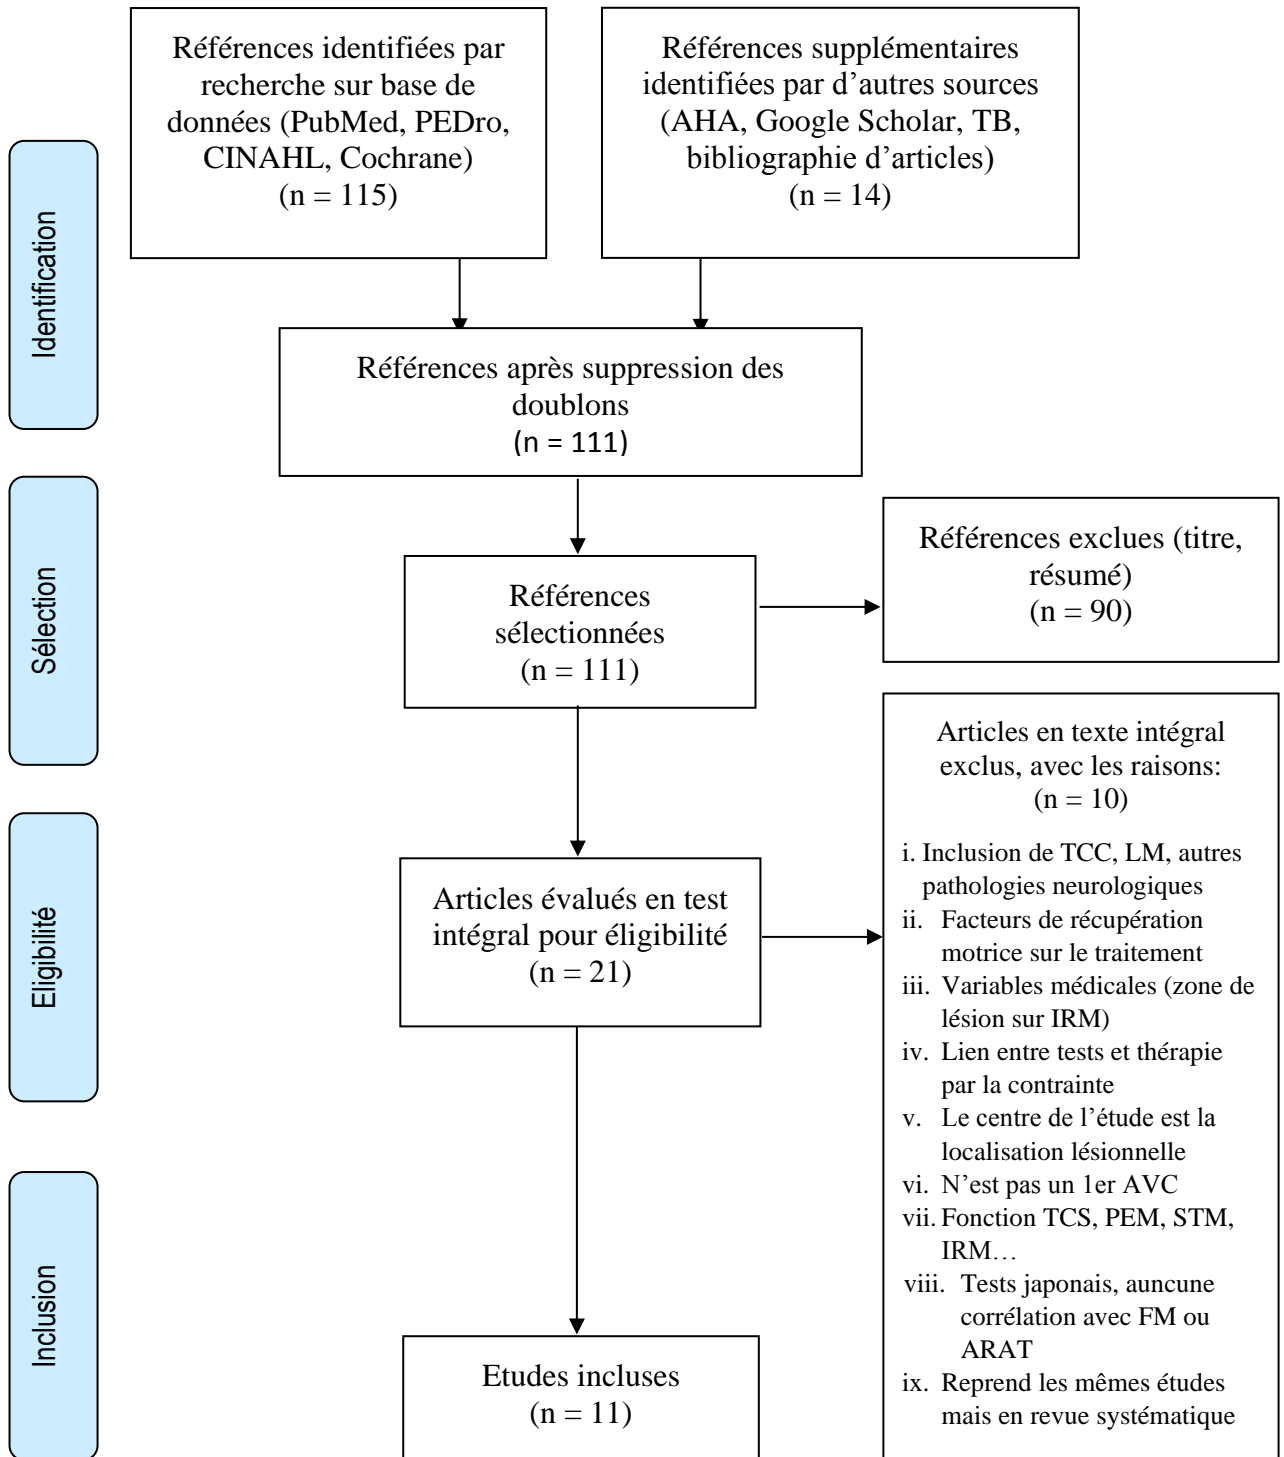 Références identifiées par
recherche sur base de
données (PubMed, PEDro,
CINAHL, Cochrane)
(n = 115)
Références supplémentaires
identifiées par d’autres sources
(AHA, Google Scholar, TB,
bibliographie d’articles)
(n = 14)
Identification
Références après suppression des
doublons
(n = 111)
Sélection
Références
sélectionnées
(n = 111)
Références exclues (titre,
résumé)
(n = 90)
Eligibilité
Articles évalués en test
intégral pour éligibilité
(n = 21)
Articles en texte intégral
exclus, avec les raisons:
(n = 10)
i. Inclusion de TCC, LM, autres
pathologies neurologiques
ii. Facteurs de récupération
motrice sur le traitement
iii. Variables médicales (zone de
lésion sur IRM)
iv. Lien entre tests et thérapie
par la contrainte
v. Le centre de l’étude est la
localisation lésionnelle
vi. N’est pas un 1er AVC
vii. Fonction TCS, PEM, STM,
IRM…
viii. Tests japonais, auncune
corrélation avec FM ou
ARAT
ix. Reprend les mêmes études
mais en revue systématique
Inclusion
Etudes incluses
(n = 11)